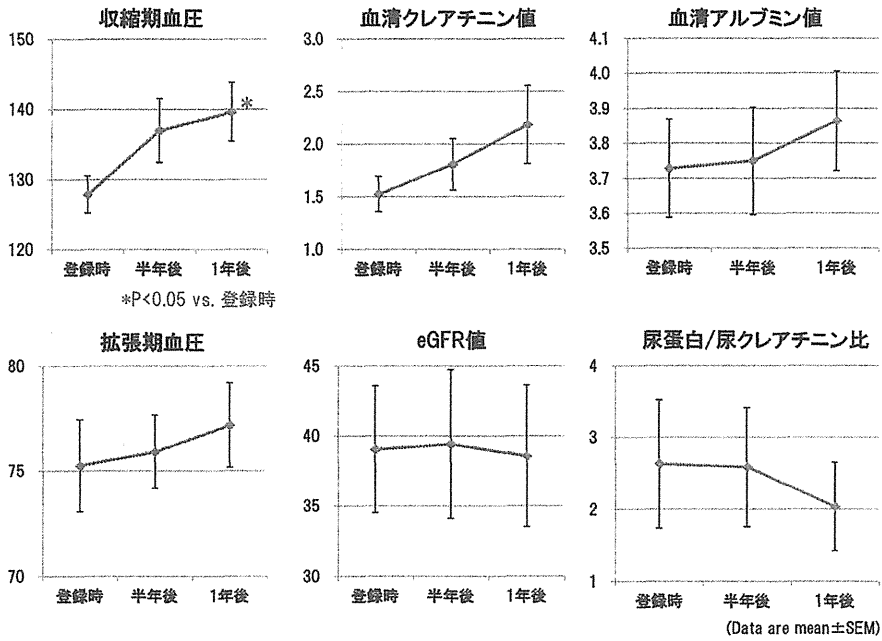 収縮期血圧
150
140
130
120
*
登録時 半年後 1年後
*P<0.05 vs. 登録時
血清クレアチニン値
3.0
2.5
2.0
1.5
1.0
登録時 半年後 1年後
血清アルブミン値
4.1
4.0
3.9
3.8
3.7
3.6
3.5
登録時 半年後 1年後
拡張期血圧
80
75
70
登録時 半年後 1年後
eGFR値
45
40
35
30
登録時 半年後 1年後
尿蛋白/尿クレアチニン比
4
3
2
1
登録時 半年後 1年後
(Data are mean±SEM)